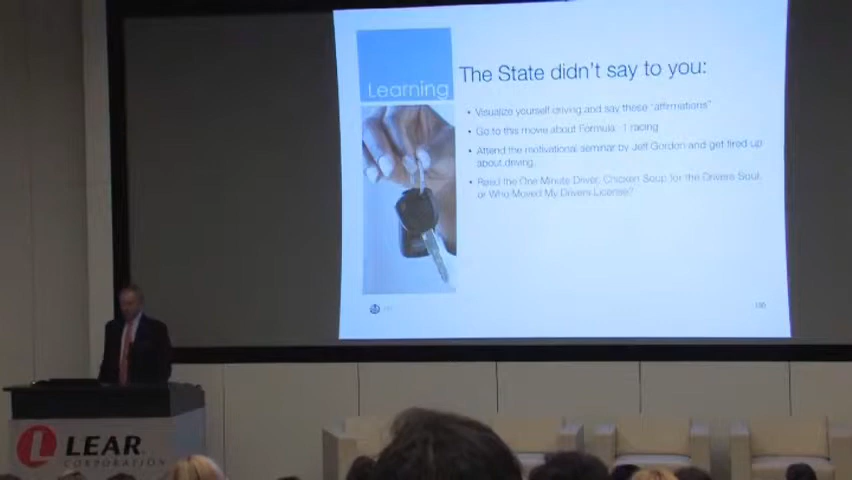 Learning
The State didn't say to you:
• Visualize yourself driving and say these "affirmations"
• Go to this movie about Formula -1 racing
• Attend the motivational seminar by Jeff Gordon and get fired up
about driving.
• Read the One Minute Driver, Chicken Soup for the Drivers Soul,
or Who Moved My Drivers License?
LEAR
CORPORATION